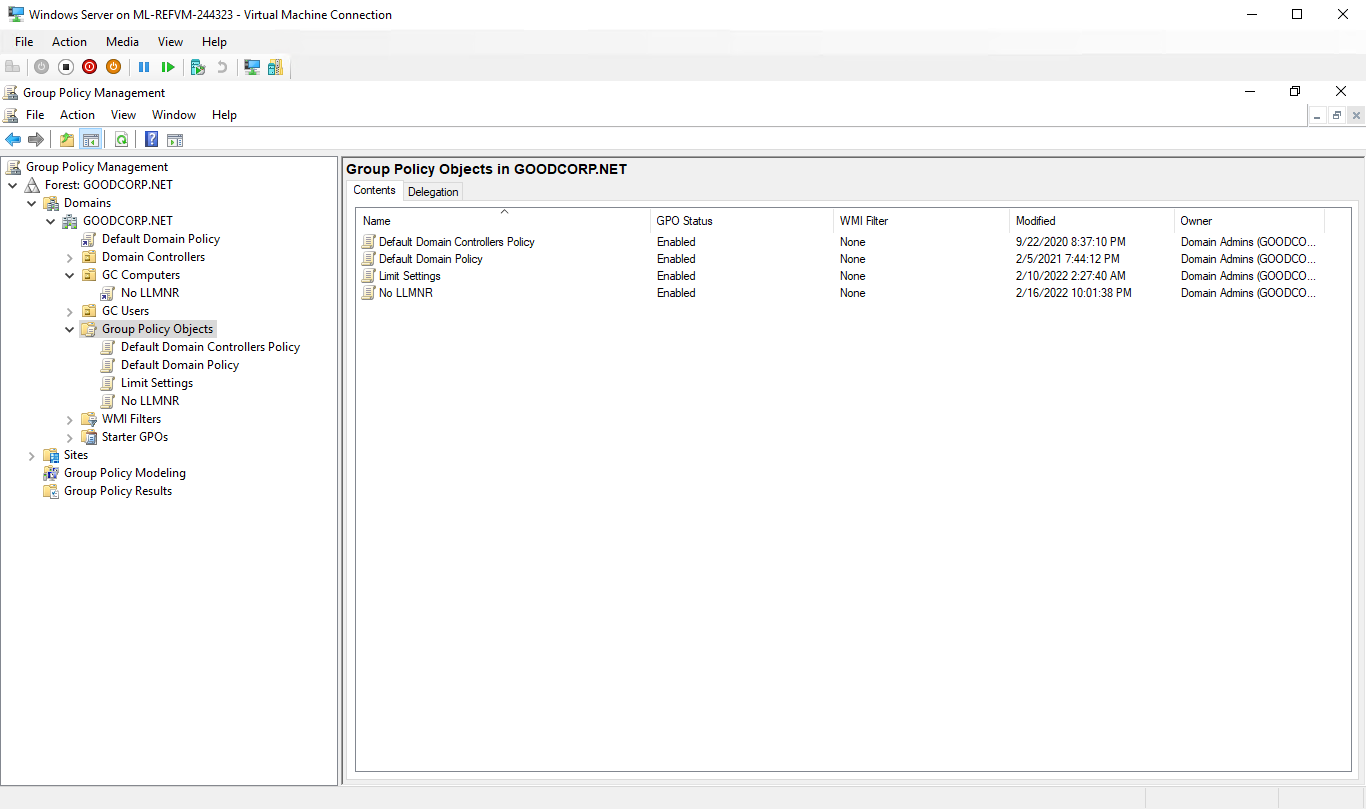 Windows Server on ML-REFVM-244323 - Virtual Machine Connection
File Action Media View Help
Group Policy Management
File Action View Window Help
Group Policy Management
Forest: GOODCORP.NET
Domains
GOODCORP.NET
Default Domain Policy
Domain Controllers
GC Computers
No LLMNR
GC Users
Group Policy Objects
Default Domain Controllers Policy
Default Domain Policy
Limit Settings
No LLMNR
WMI Filters
Starter GPOs
Sites
Group Policy Modeling
Group Policy Results
Group Policy Objects in GOODCORP.NET
Contents Delegation
Name GPO Status WMI Filter Modified Owner
Default Domain Controllers Policy Enabled None 9/22/2020 8:37:10 PM Domain Admins (GOODCO...
Default Domain Policy Enabled None 2/5/2021 7:44:12 PM Domain Admins (GOODCO...
Limit Settings Enabled None 2/10/2022 2:27:40 AM Domain Admins (GOODCO...
No LLMNR Enabled None 2/16/2022 10:01:38 PM Domain Admins (GOODCO...